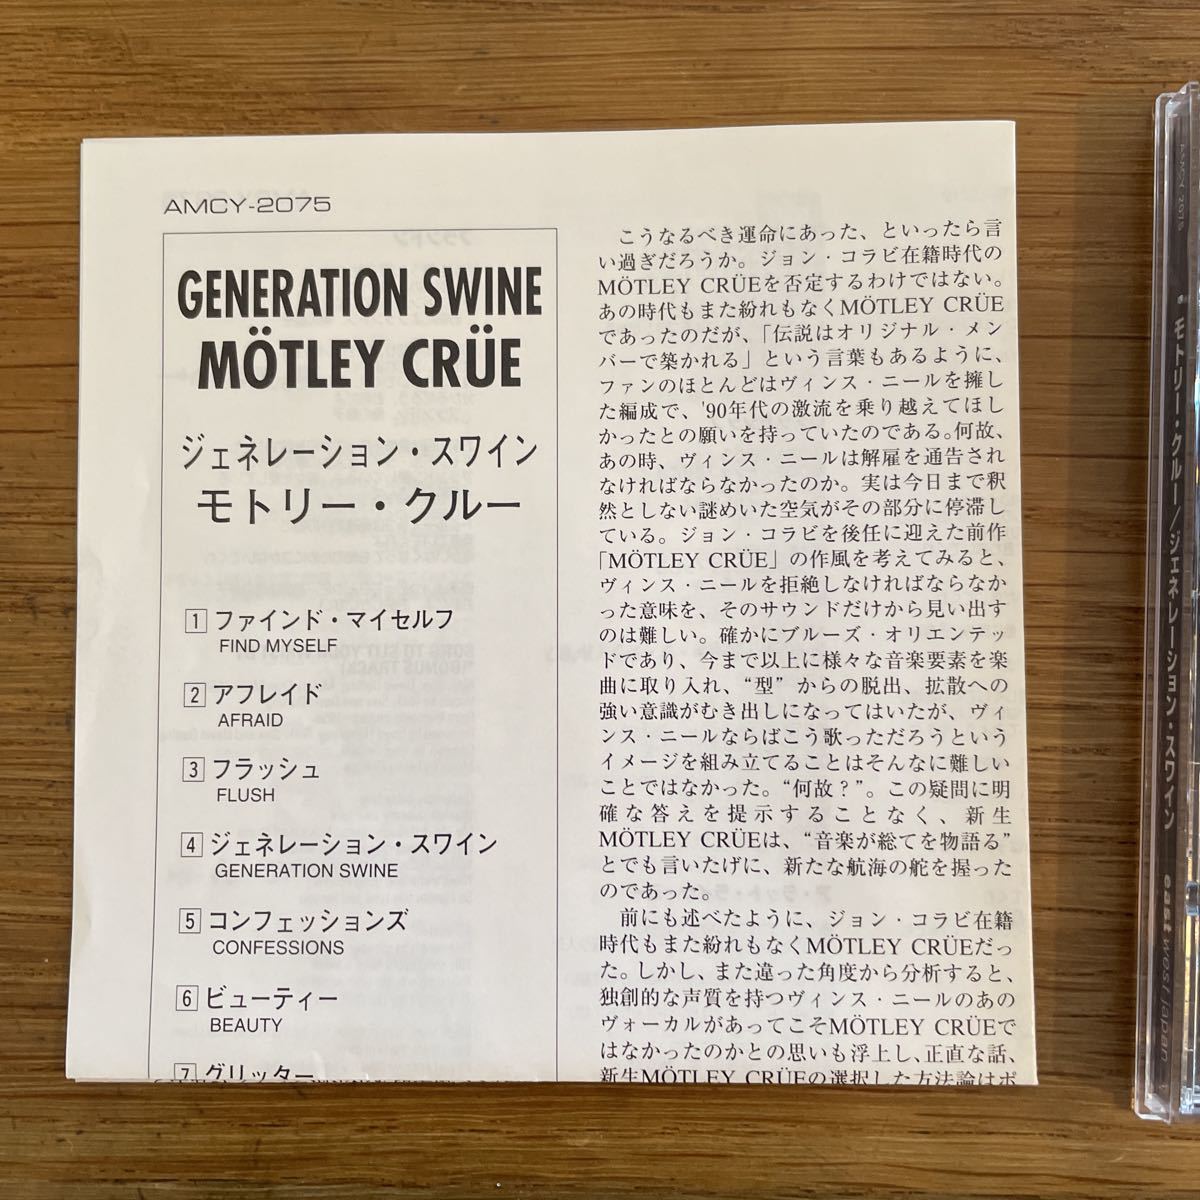 AMCY-2075
GENERATION SWINE
MÖTLEY CRÜE
ジェネレーション・スワイン
モトリー・クルー
1 ファインド・マイセルフ
FIND MYSELF
2 アフレイド
AFRAID
3 フラッシュ
FLUSH
4 ジェネレーション・スワイン
GENERATION SWINE
5 コンフェッションズ
CONFESSIONS
6 ビューティー
BEAUTY
7 グリッター
こうなるべき運命にあった、といったら言
い過ぎだろうか。ジョン・コラビ在籍時代の
MÖTLEY CRÜEを否定するわけではない。
あの時代もまた紛れもなくMÖTLEY CRÜE
であったのだが、「伝説はオリジナル・メン
バーで築かれる」という言葉もあるように、
ファンのほとんどはヴィンス・ニールを擁し
た編成で、'90年代の激流を乗り越えてほし
かったとの願いを持っていたのである。何故、
あの時、ヴィンス・ニールは解雇を通告され
なければならなかったのか。実は今日まで釈
然としない謎めいた空気がその部分に停滞し
ている。ジョン・コラビを後任に迎えた前作
「MÖTLEY CRÜE」の作風を考えてみると、
ヴィンス・ニールを拒絶しなければならなか
った意味を、そのサウンドだけから見い出す
のは難しい。確かにブルーズ・オリエンテッ
ドであり、今まで以上に様々な音楽要素を楽
曲に取り入れ、“型”からの脱出、拡散への
強い意識がむき出しになってはいたが、ヴィ
ンス・ニールならばこう歌っただろうという
イメージを組み立てることはそんなに難しい
ことではなかった。“何故？”。この疑問に明
確な答えを提示することなく、新生
MÖTLEY CRÜEは、“音楽が総てを物語る”
とでも言いたげに、新たな航海の舵を握った
のであった。
前にも述べたように、ジョン・コラビ在籍
時代もまた紛れもなくMÖTLEY CRÜEだっ
た。しかし、また違った角度から分析すると、
独創的な声質を持つヴィンス・ニールのあの
ヴォーカルがあってこそMÖTLEY CRÜEで
はなかったのかとの思いも浮上し、正直な話、
新生MÖTLEY CRÜEの選択した方法論はポ
AMCY 2075
モトリー・クルー/ジェネレーション・スワイン
east west japan